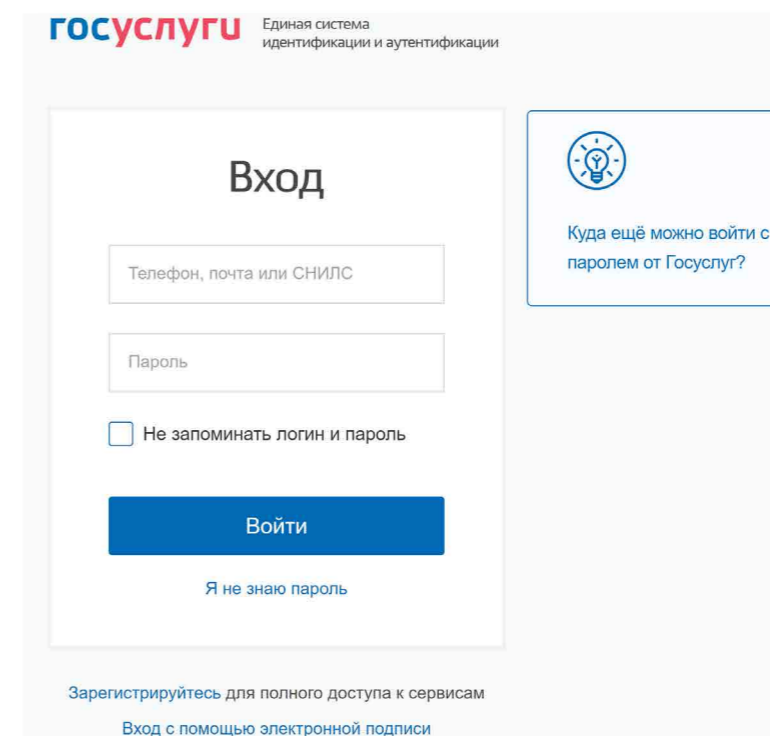 госуслуги
Единая система
идентификации и аутентификации
Вход
Телефон, почта или СНИЛС
Пароль
Не запоминать логин и пароль
Войти
Я не знаю пароль
Куда ещё можно войти с
паролем от Госуслуг?
Зарегистрируйтесь для полного доступа к сервисам
Вход с помощью электронной подписи